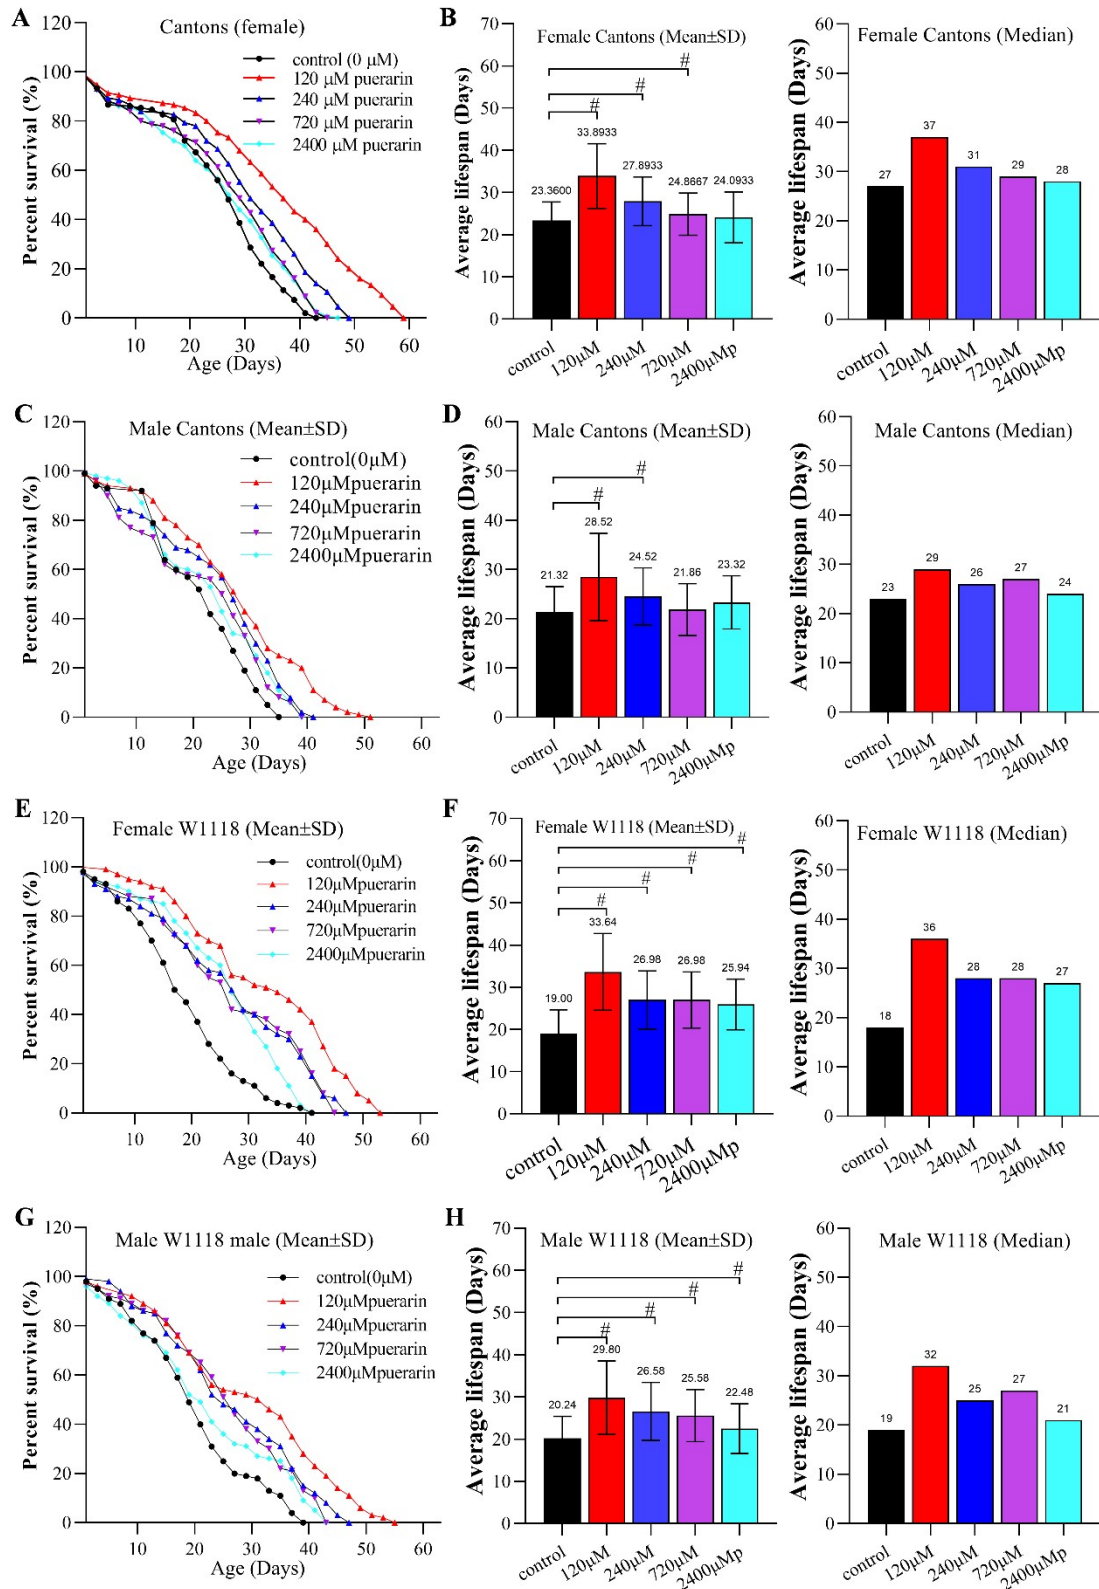 A
Cantons (female)
control (0 μM)
120 μM puerarin
240 μM puerarin
720 μM puerarin
2400 μM puerarin
Percent survival (%)
120
100
80
60
40
20
0
10 20 30 40 50 60
Age (Days)
B
Female Cantons (Mean±SD)
Average lifespan (Days)
70
60
50
40
30
20
10
0
#
#
#
23.3600
33.8933
27.8933
24.8667
24.0933
control 120μM 240μM 720μM 2400μMp
Female Cantons (Median)
Average lifespan (Days)
70
60
50
40
30
20
10
0
27
37
31
29
28
control 120μM 240μM 720μM 2400μMp
C
Male Cantons (Mean±SD)
control(0μM)
120μMpuerarin
240μMpuerarin
720μMpuerarin
2400μMpuerarin
Percent survival (%)
120
100
80
60
40
20
0
10 20 30 40 50 60
Age (Days)
D
Male Cantons (Mean±SD)
Average lifespan (Days)
60
50
40
30
20
10
0
#
#
21.32
28.52
24.52
21.86
23.32
control 120μM 240μM 720μM 2400μMp
Male Cantons (Median)
Average lifespan (Days)
60
50
40
30
20
10
0
23
29
26
27
24
control 120μM 240μM 720μM 2400μMp
E
Female W1118 (Mean±SD)
control(0μM)
120μMpuerarin
240μMpuerarin
720μMpuerarin
2400μMpuerarin
Percent survival (%)
120
100
80
60
40
20
0
10 20 30 40 50 60
Age (Days)
F
Female W1118 (Mean±SD)
Average lifespan (Days)
70
60
50
40
30
20
10
0
#
#
#
#
19.00
33.64
26.98
26.98
25.94
control 120μM 240μM 720μM 2400μMp
Female W1118 (Median)
Average lifespan (Days)
60
50
40
30
20
10
0
18
36
28
28
27
control 120μM 240μM 720μM 2400μMp
G
Male W1118 male (Mean±SD)
control(0μM)
120μMpuerarin
240μMpuerarin
720μMpuerarin
2400μMpuerarin
Percent survival (%)
120
100
80
60
40
20
0
10 20 30 40 50 60
Age (Days)
H
Male W1118 (Mean±SD)
Average lifespan (Days)
70
60
50
40
30
20
10
0
#
#
#
#
20.24
29.80
26.58
25.58
22.48
control 120μM 240μM 720μM 2400μMp
Male W1118 (Median)
Average lifespan (Days)
60
50
40
30
20
10
0
19
32
25
27
21
control 120μM 240μM 720μM 2400μMp